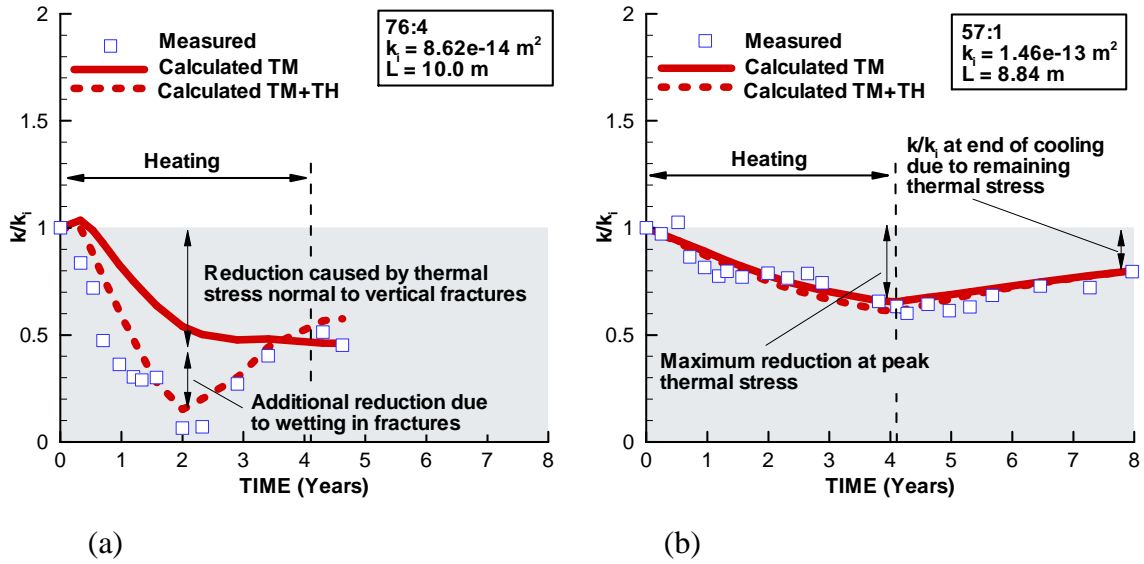 2
1.5
1
0.5
0
k/kᵢ
Measured
Calculated TM
Calculated TM+TH
76:4
kᵢ = 8.62e-14 m²
L = 10.0 m
Heating
Reduction caused by thermal
stress normal to vertical fractures
Additional reduction due
to wetting in fractures
0 1 2 3 4 5 6 7 8
TIME (Years)
(a)
2
1.5
1
0.5
0
k/kᵢ
Measured
Calculated TM
Calculated TM+TH
57:1
kᵢ = 1.46e-13 m²
L = 8.84 m
Heating
k/kᵢ at end of cooling
due to remaining
thermal stress
Maximum reduction at peak
thermal stress
0 1 2 3 4 5 6 7 8
TIME (Years)
(b)